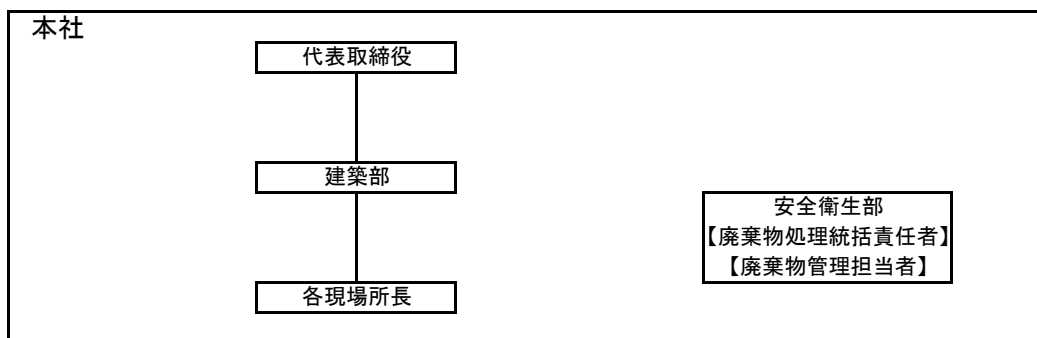 本社
代表取締役
建築部
安全衛生部
【廃棄物処理統括責任者】
【廃棄物管理担当者】
各現場所長